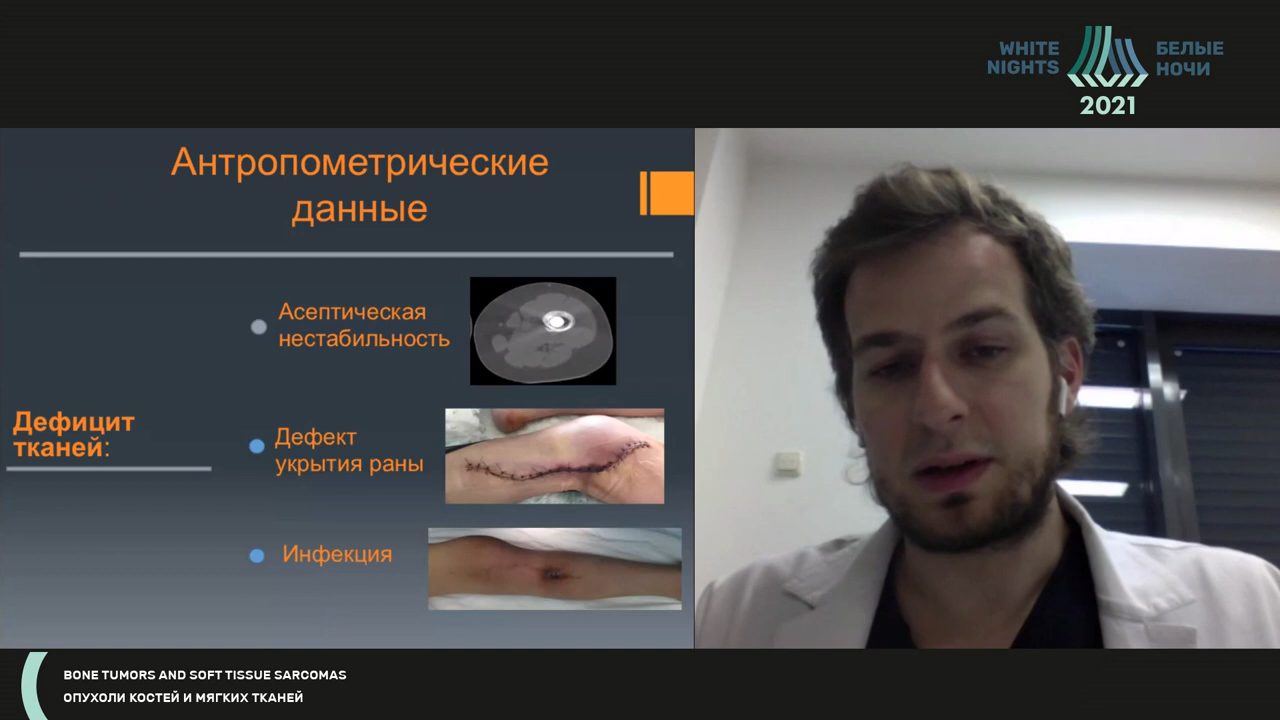 WHITE
NIGHTS
БЕЛЫЕ
НОЧИ
2021
Антропометрические
данные
Асептическая
нестабильность
Дефицит
тканей:
Дефект
укрытия раны
Инфекция
BONE TUMORS AND SOFT TISSUE SARCOMAS
ОПУХОЛИ КОСТЕЙ И МЯГКИХ ТКАНЕЙ